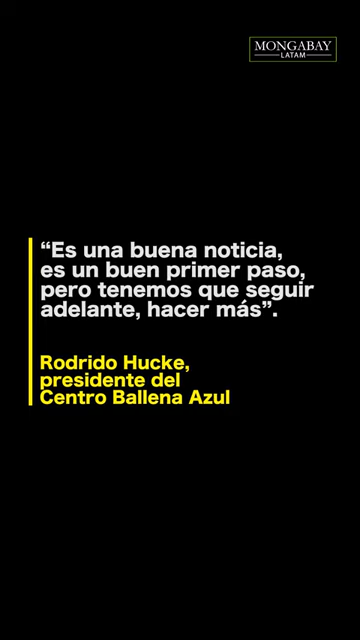 MONGABAY
LATAM
“Es una buena noticia,
es un buen primer paso,
pero tenemos que seguir
adelante, hacer más”.
Rodrido Hucke,
presidente del
Centro Ballena Azul